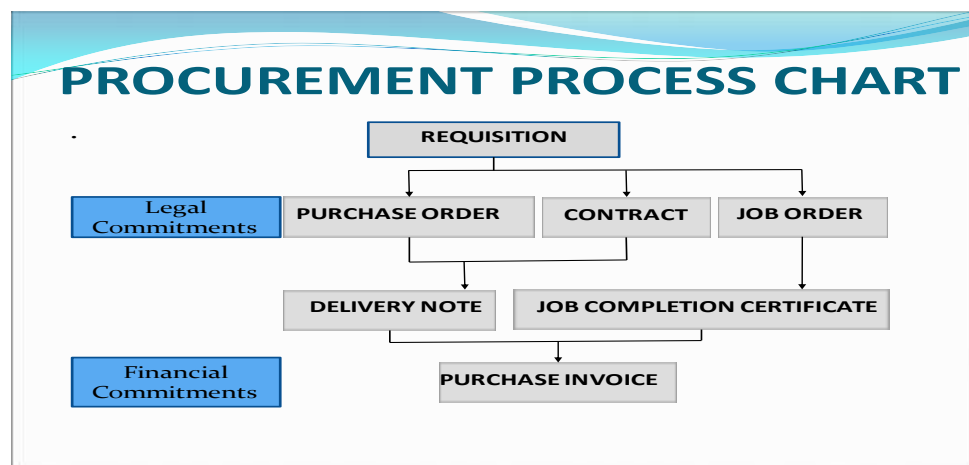 PROCUREMENT PROCESS CHART
.
REQUISITION
Legal
Commitments
PURCHASE ORDER
CONTRACT
JOB ORDER
DELIVERY NOTE
JOB COMPLETION CERTIFICATE
Financial
Commitments
PURCHASE INVOICE